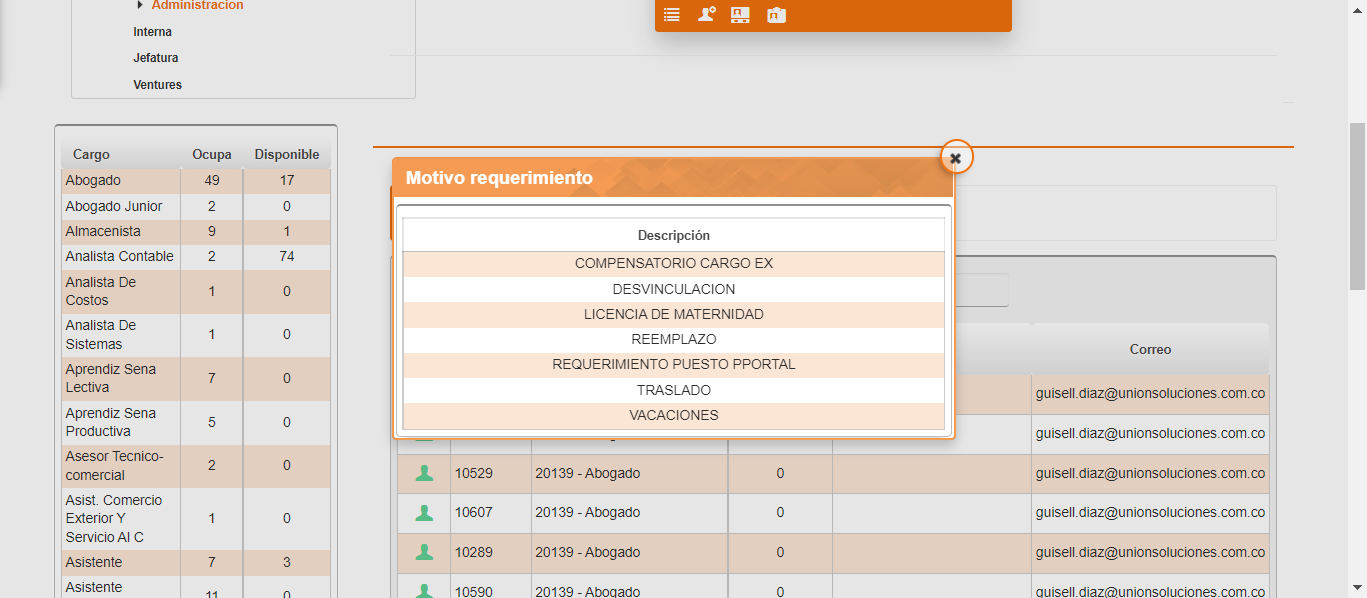 Administracion
Interna
Jefatura
Ventures
Cargo Ocupa Disponible
Abogado 49 17
Abogado Junior 2 0
Almacenista 9 1
Analista Contable 2 74
Analista De
Costos 1 0
Analista De
Sistemas 1 0
Aprendiz Sena
Lectiva 7 0
Aprendiz Sena
Productiva 5 0
Asesor Tecnico-
comercial 2 0
Asist. Comercio
Exterior Y
Servicio Al C 1 0
Asistente 7 3
Asistente 11 0
Motivo requerimiento
Descripción
COMPENSATORIO CARGO EX
DESVINCULACION
LICENCIA DE MATERNIDAD
REEMPLAZO
REQUERIMIENTO PUESTO PPORTAL
TRASLADO
VACACIONES
Correo
guisell.diaz@unionsoluciones.com.co
guisell.diaz@unionsoluciones.com.co
10529 20139 - Abogado 0 guisell.diaz@unionsoluciones.com.co
10607 20139 - Abogado 0 guisell.diaz@unionsoluciones.com.co
10289 20139 - Abogado 0 guisell.diaz@unionsoluciones.com.co
10590 20139 - Abogado 0 guisell.diaz@unionsoluciones.com.co